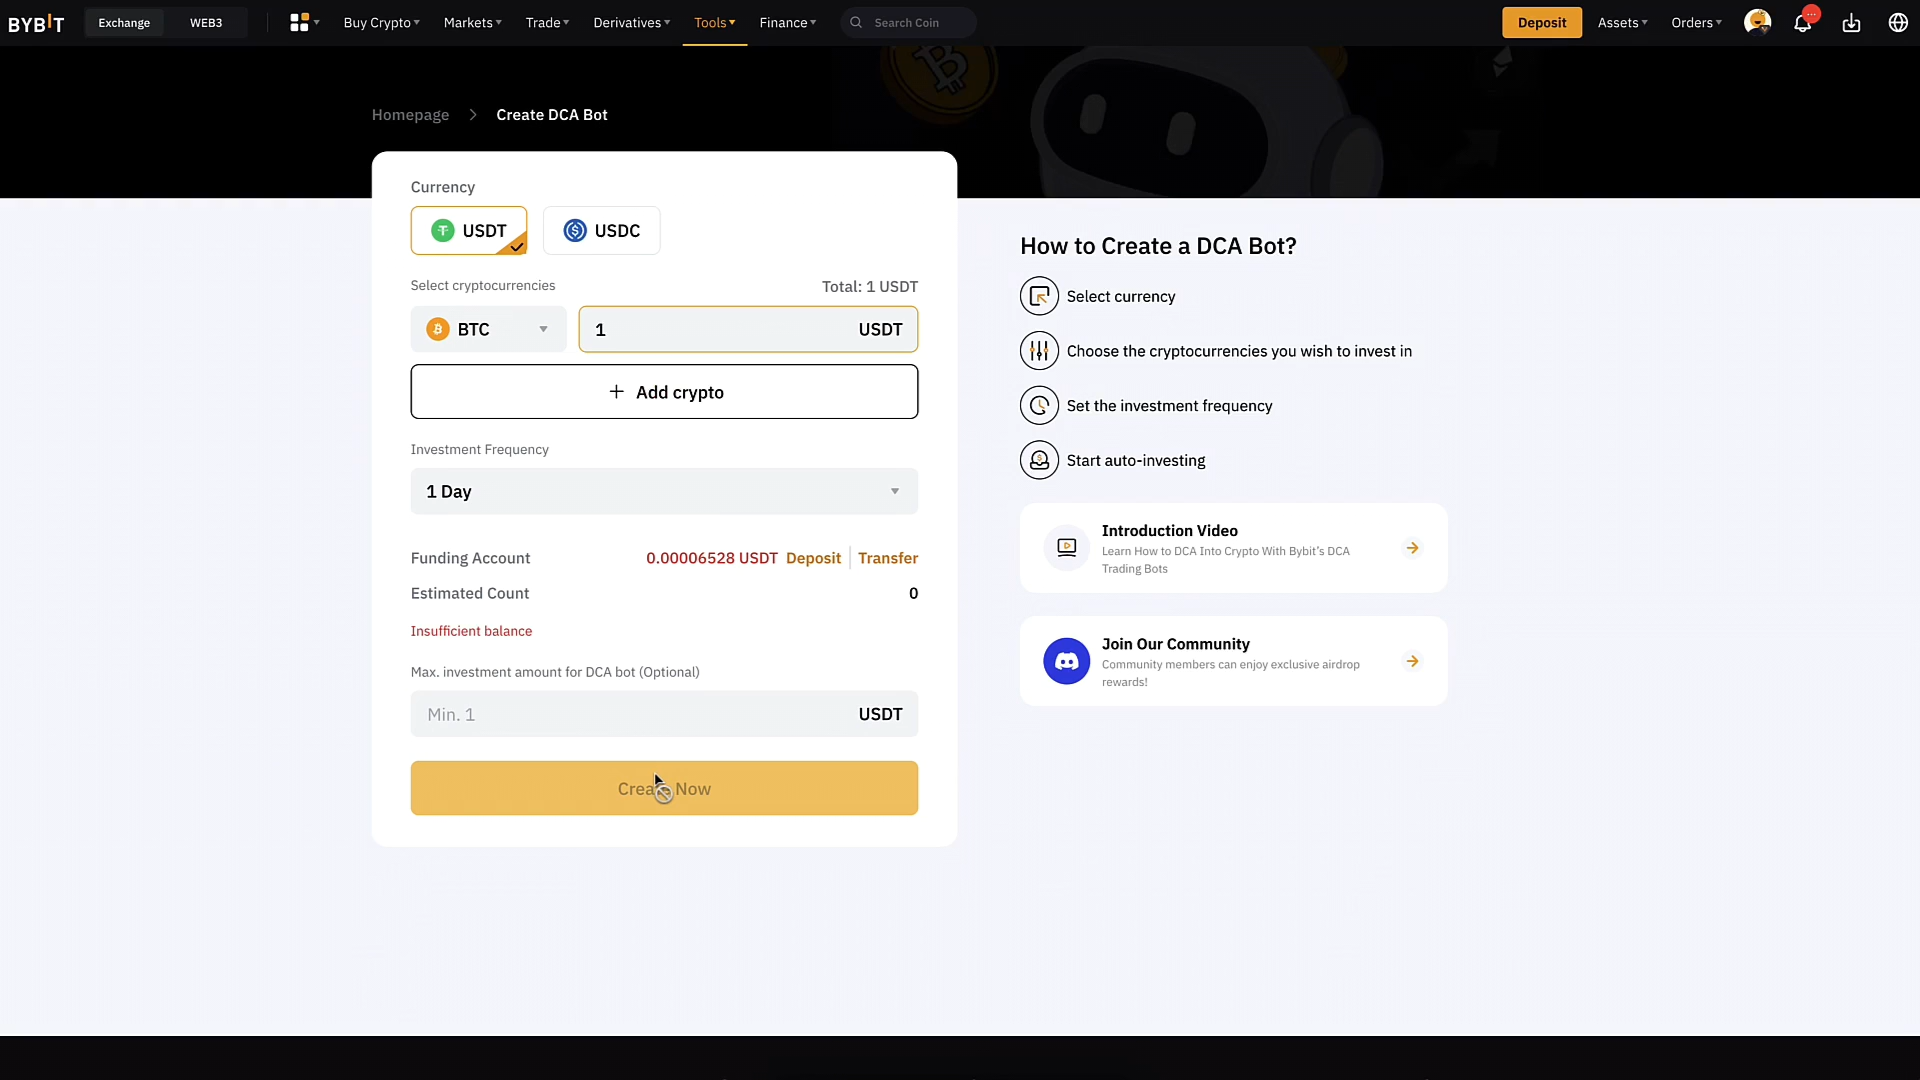 BYBIT
Exchange
WEB3
Buy Crypto
Markets
Trade
Derivatives
Tools
Finance
Search Coin
Deposit
Assets
Orders
Homepage
Create DCA Bot
Currency
USDT
USDC
Select cryptocurrencies
Total: 1 USDT
BTC
1
USDT
+ Add crypto
Investment Frequency
1 Day
Funding Account
0.00006528 USDT
Deposit
Transfer
Estimated Count
0
Insufficient balance
Max. investment amount for DCA bot (Optional)
Min. 1
USDT
Create Now
How to Create a DCA Bot?
Select currency
Choose the cryptocurrencies you wish to invest in
Set the investment frequency
Start auto-investing
Introduction Video
Learn How to DCA Into Crypto With Bybit's DCA
Trading Bots
Join Our Community
Community members can enjoy exclusive airdrop
rewards!